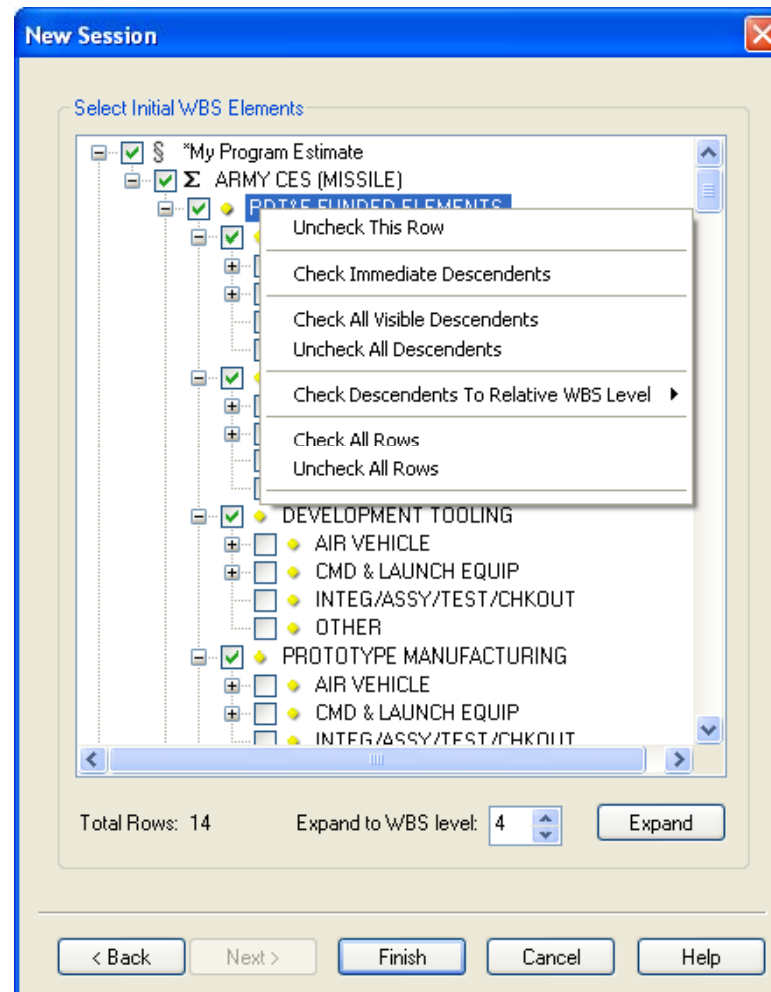 New Session
Select Initial WBS Elements
§ *My Program Estimate
Σ ARMY CES (MISSILE)
RDT&E FUNDED ELEMENTS
Uncheck This Row
Check Immediate Descendents
Check All Visible Descendents
Uncheck All Descendents
Check Descendents To Relative WBS Level
Check All Rows
Uncheck All Rows
DEVELOPMENT TOOLING
AIR VEHICLE
CMD & LAUNCH EQUIP
INTEG/ASSY/TEST/CHKOUT
OTHER
PROTOTYPE MANUFACTURING
AIR VEHICLE
CMD & LAUNCH EQUIP
INTEG/ASSY/TEST/CHKOUT
Total Rows: 14 Expand to WBS level: 4 Expand
< Back Next > Finish Cancel Help